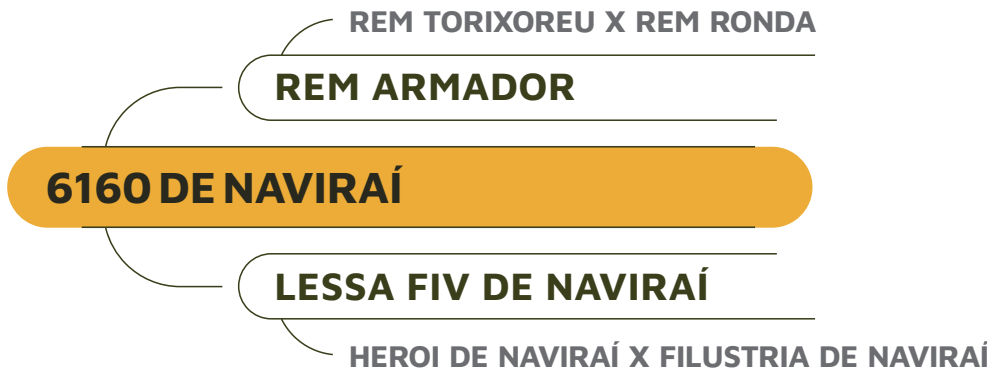 REM TORIXOREU X REM RONDA
REM ARMADOR
6160 DE NAVIRAÍ
LESSA FIV DE NAVIRAÍ
HEROI DE NAVIRAÍ X FILUSTRIA DE NAVIRAÍ